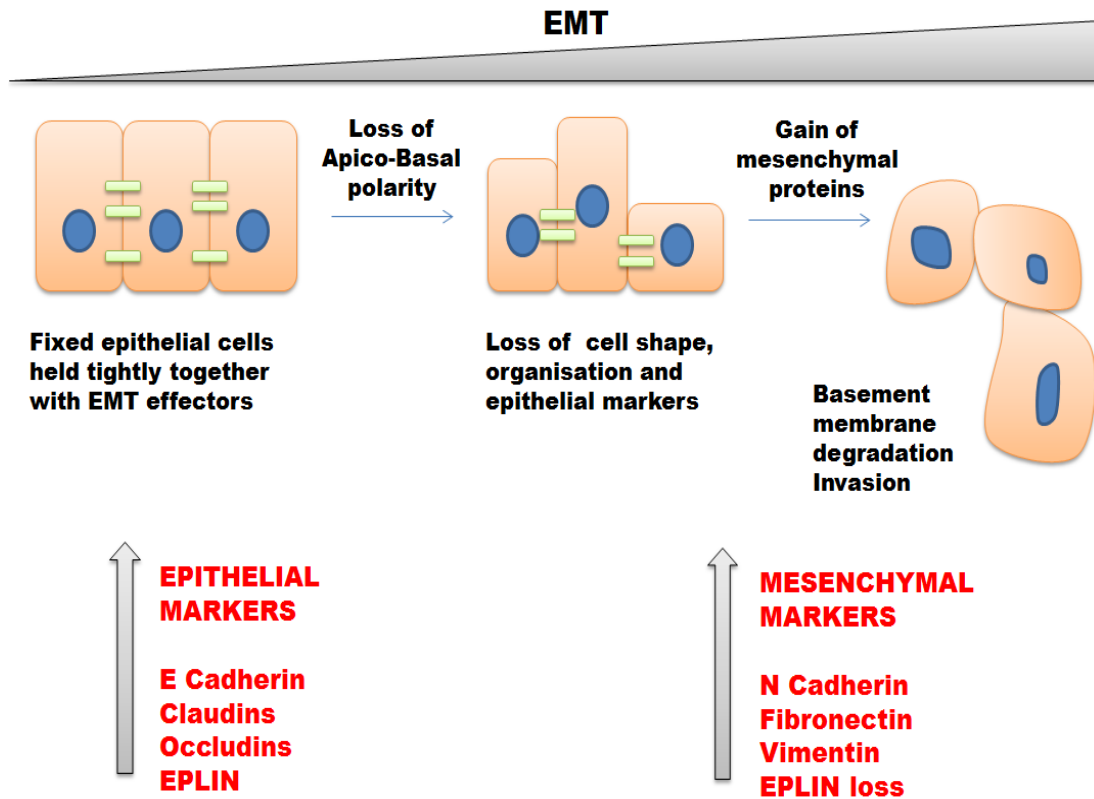 EMT
Loss of
Apico-Basal
polarity
Gain of
mesenchymal
proteins
Fixed epithelial cells
held tightly together
with EMT effectors
Loss of  cell shape,
organisation and
epithelial markers
Basement
membrane
degradation
Invasion
EPITHELIAL
MARKERS
E Cadherin
Claudins
Occludins
EPLIN
MESENCHYMAL
MARKERS
N Cadherin
Fibronectin
Vimentin
EPLIN loss